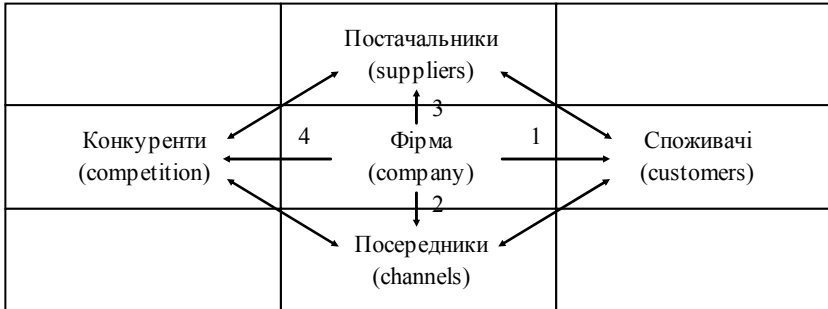 Постачальники
(suppliers)
3
Конкуренти
(competition)
4
Фірма
(company)
1
Споживачі
(customers)
2
Посередники
(channels)